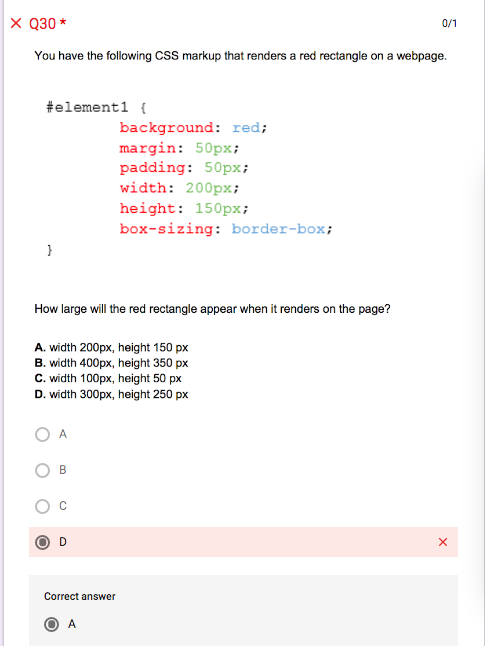 × Q30 *
0/1
You have the following CSS markup that renders a red rectangle on a webpage.
#element1 {
background: red;
margin: 50px;
padding: 50px;
width: 200px;
height: 150px;
box-sizing: border-box;
}
How large will the red rectangle appear when it renders on the page?
A. width 200px, height 150 px
B. width 400px, height 350 px
C. width 100px, height 50 px
D. width 300px, height 250 px
A
B
C
D
Correct answer
A